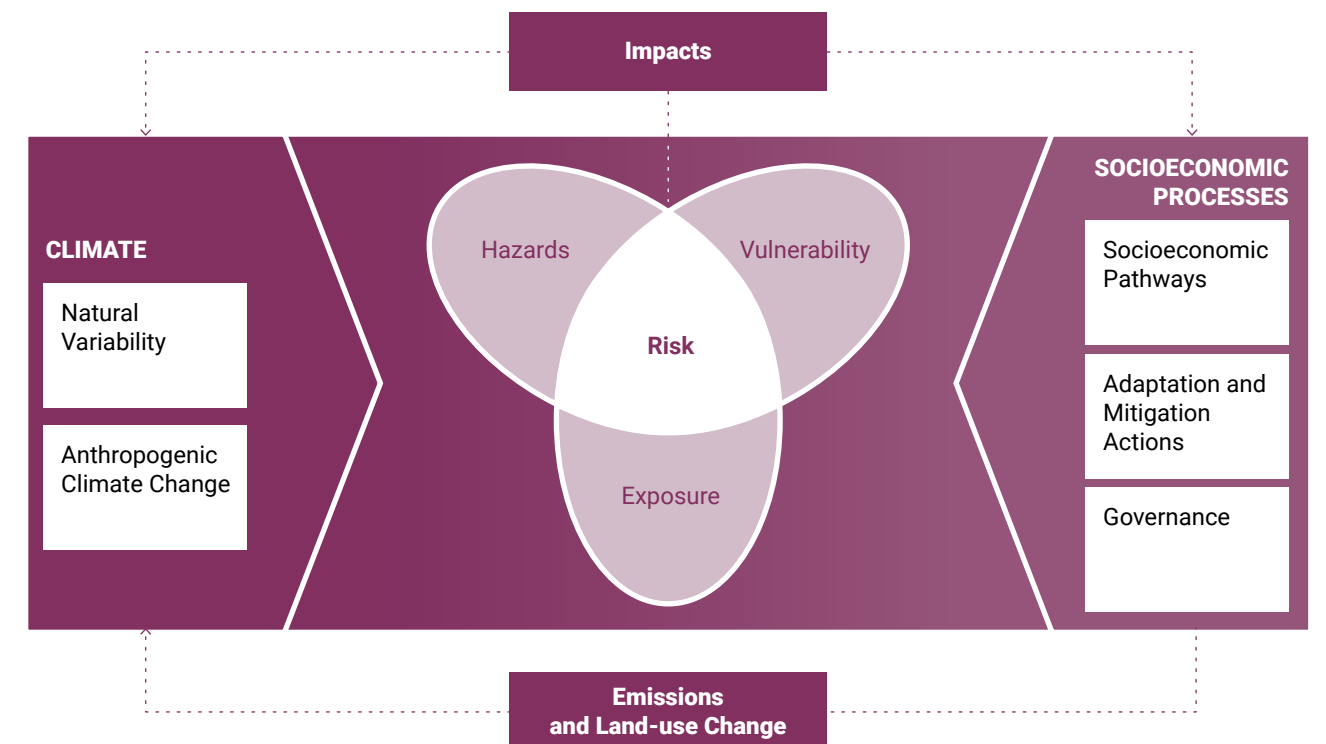 Impacts
CLIMATE
Natural
Variability
Anthropogenic
Climate Change
Hazards
Vulnerability
Risk
Exposure
SOCIOECONOMIC
PROCESSES
Socioeconomic
Pathways
Adaptation and
Mitigation
Actions
Governance
Emissions
and Land-use Change